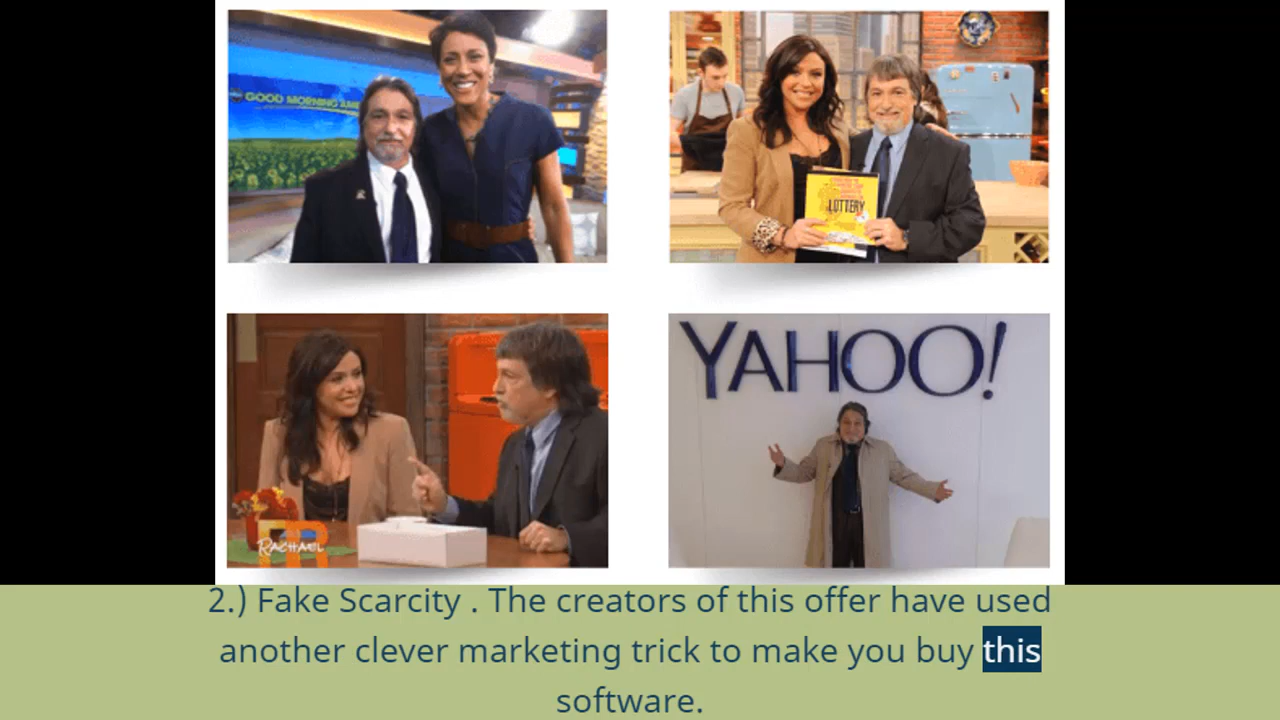 GOOD MORNING AME
LOTTERY
RACHAEL
YAHOO!
2.) Fake Scarcity . The creators of this offer have used
another clever marketing trick to make you buy this
software.